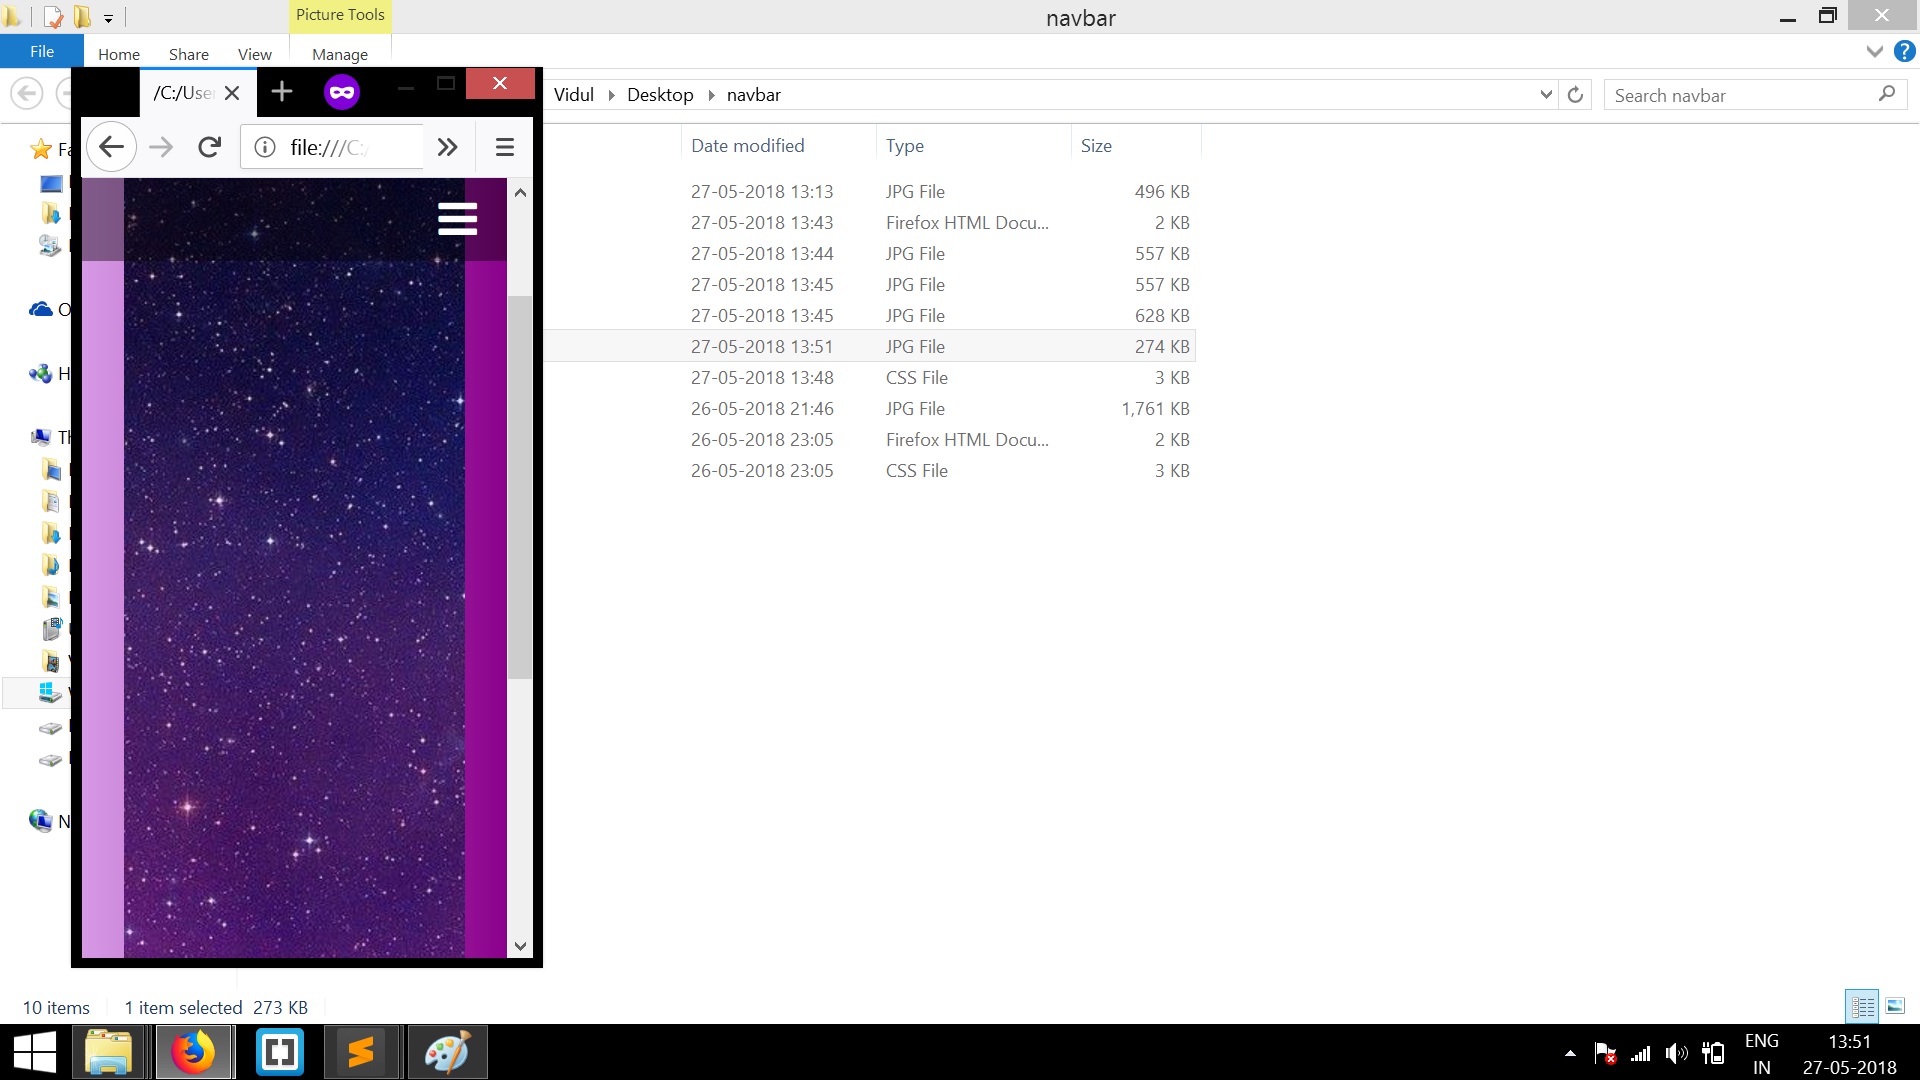 Picture Tools
navbar
File
Home
Share
View
Manage
/C:/User
Vidul
Desktop
navbar
Search navbar
file:///C:/
Date modified
Type
Size
27-05-2018 13:13 JPG File 496 KB
27-05-2018 13:43 Firefox HTML Docu... 2 KB
27-05-2018 13:44 JPG File 557 KB
27-05-2018 13:45 JPG File 557 KB
27-05-2018 13:45 JPG File 628 KB
27-05-2018 13:51 JPG File 274 KB
27-05-2018 13:48 CSS File 3 KB
26-05-2018 21:46 JPG File 1,761 KB
26-05-2018 23:05 Firefox HTML Docu... 2 KB
26-05-2018 23:05 CSS File 3 KB
Fa
O
H
Th
N
10 items 1 item selected 273 KB
ENG 13:51
IN 27-05-2018